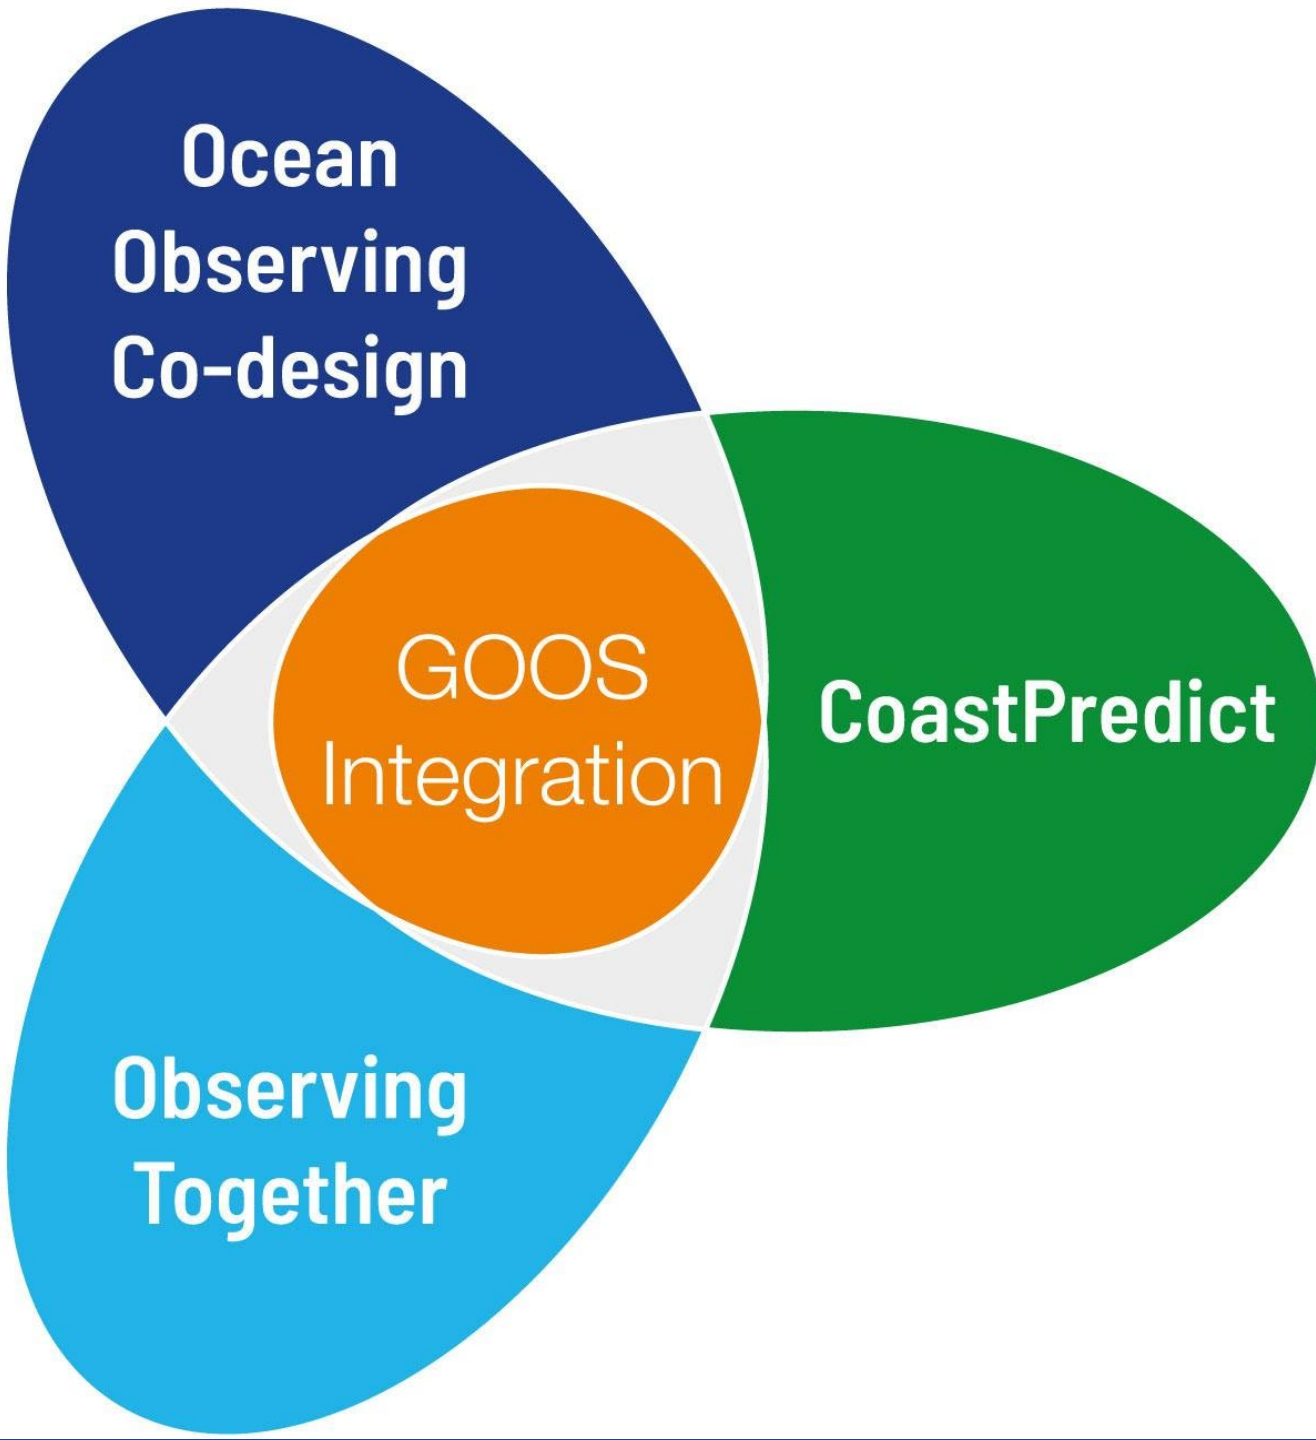 Ocean
Observing
Co-design
GOOS
Integration
CoastPredict
Observing
Together